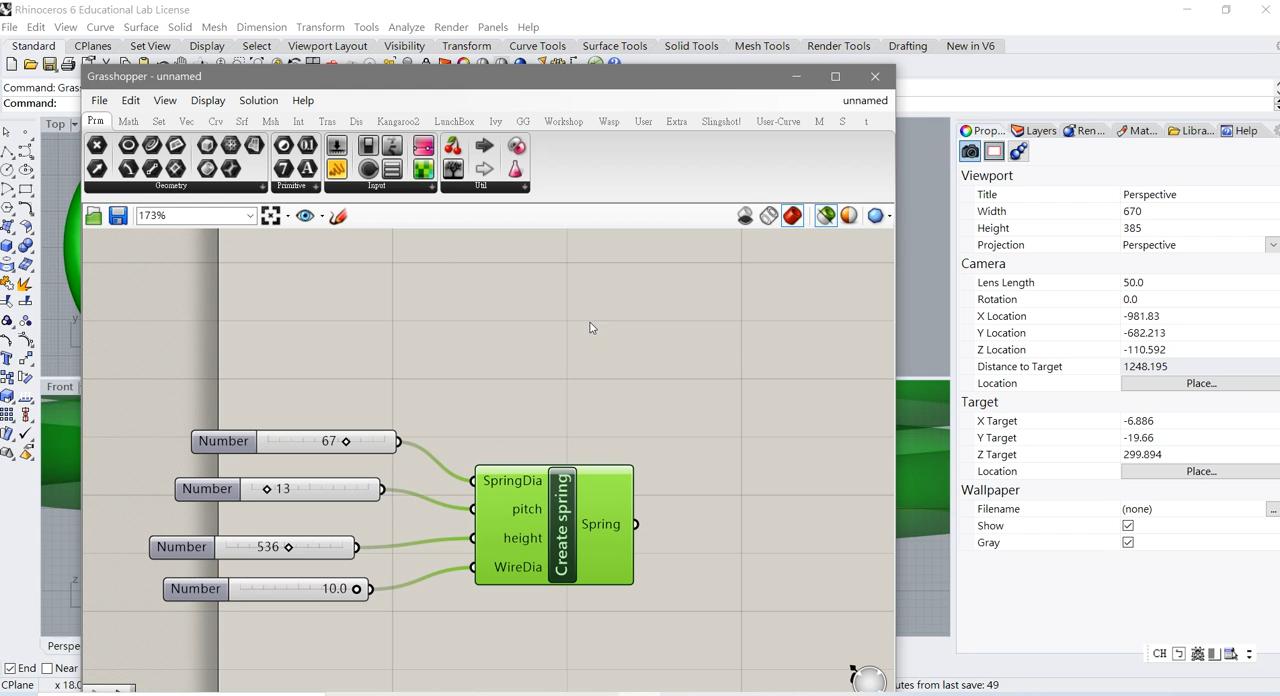 Rhinoceros 6 Educational Lab License
File Edit View Curve Surface Solid Mesh Dimension Transform Tools Analyze Render Panels Help
Standard CPlanes Set View Display Select Viewport Layout Visibility Transform Curve Tools Surface Tools Solid Tools Mesh Tools Render Tools Drafting New in V6
Command: Gras
Command:
Top
Grasshopper - unnamed
File Edit View Display Solution Help
unnamed
Prm Math Set Vec Crv Srf Msh Int Trns Dis Kangaroo2 LunchBox Ivy GG Workshop Wasp User Extra Slingshot! User-Curve M S t
Geometry Primitive Input Util
173%
Front
Number 67
Number 13
Number 536
Number 10.0
SpringDia
pitch
height
WireDia
Create spring
Spring
Prop... Layers Ren... Mat... Libra... Help
Viewport
Title Perspective
Width 670
Height 385
Projection Perspective
Camera
Lens Length 50.0
Rotation 0.0
X Location -981.83
Y Location -682.213
Z Location -110.592
Distance to Target 1248.195
Location Place...
Target
X Target -6.886
Y Target -19.66
Z Target 299.894
Location Place...
Wallpaper
Filename (none) ...
Show
Gray
CH
Perspe
End Near
CPlane x 18.0
utes from last save: 49